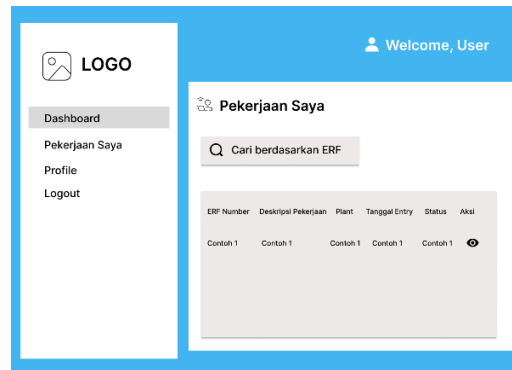 LOGO
Welcome, User
Dashboard
Pekerjaan Saya
Profile
Logout
Pekerjaan Saya
Cari berdasarkan ERF
ERF Number Deskripsi Pekerjaan Plant Tanggal Entry Status Aksi
Contoh 1 Contoh 1 Contoh 1 Contoh 1 Contoh 1